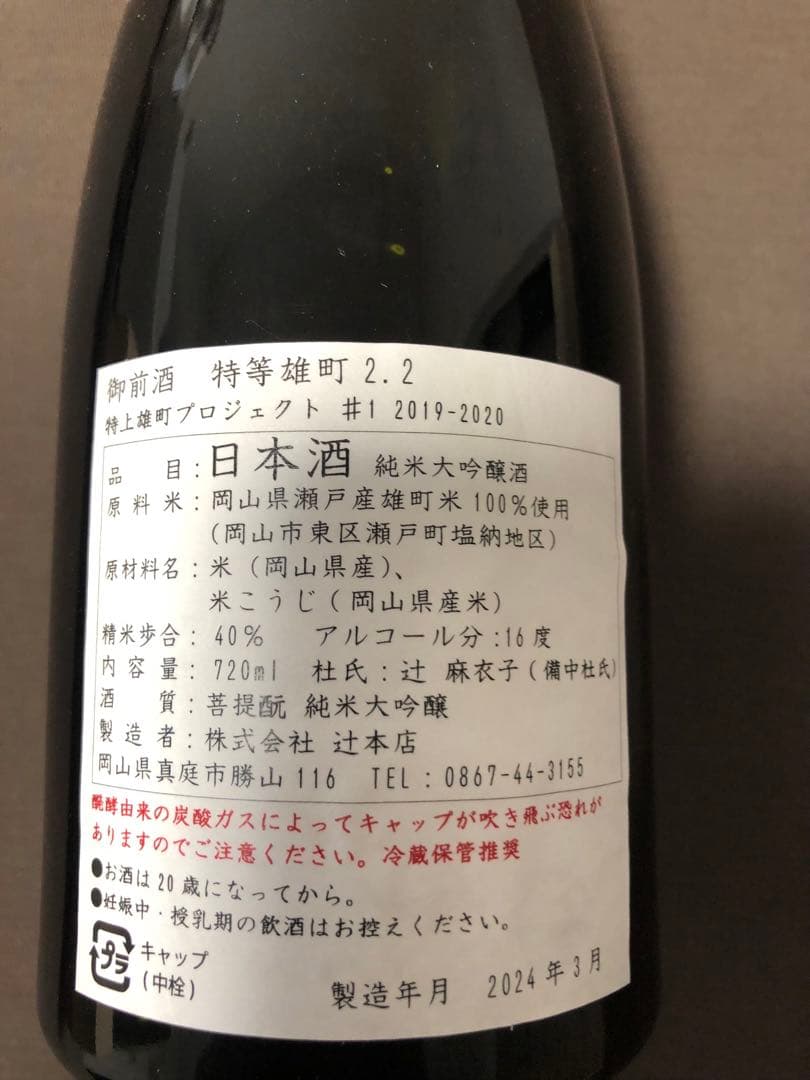 御前酒 特等雄町2.2
特上雄町プロジェクト #1 2019-2020
品目:日本酒 純米大吟醸酒
原料米:岡山県瀬戸産雄町米100%使用
(岡山市東区瀬戸町塩納地区)
原材料名:米(岡山県産)、
米こうじ(岡山県産米)
精米歩合:40% アルコール分:16度
内容量:720ml 杜氏:辻 麻衣子(備中杜氏)
酒質:菩提酛 純米大吟醸
製造者:株式会社 辻本店
岡山県真庭市勝山116 TEL:0867-44-3155
醗酵由来の炭酸ガスによってキャップが吹き飛ぶ恐れが
ありますのでご注意ください。冷蔵保管推奨
●お酒は20歳になってから。
●妊娠中・授乳期の飲酒はお控えください。
プラ
キャップ
(中栓)
製造年月 2024年3月